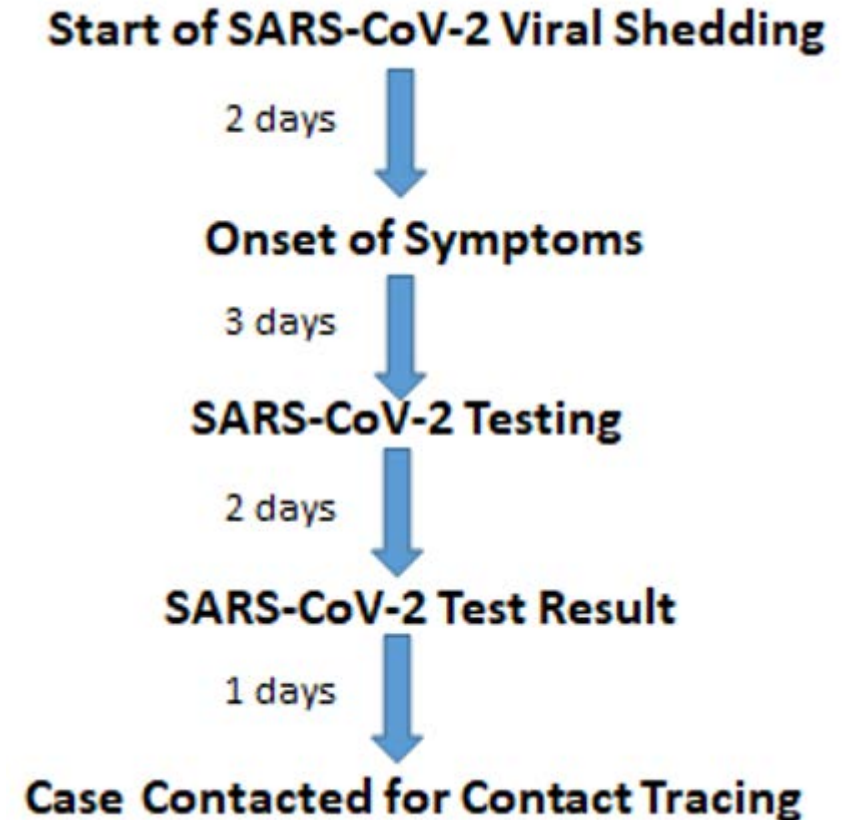 Start of SARS-CoV-2 Viral Shedding
2 days
Onset of Symptoms
3 days
SARS-CoV-2 Testing
2 days
SARS-CoV-2 Test Result
1 days
Case Contacted for Contact Tracing